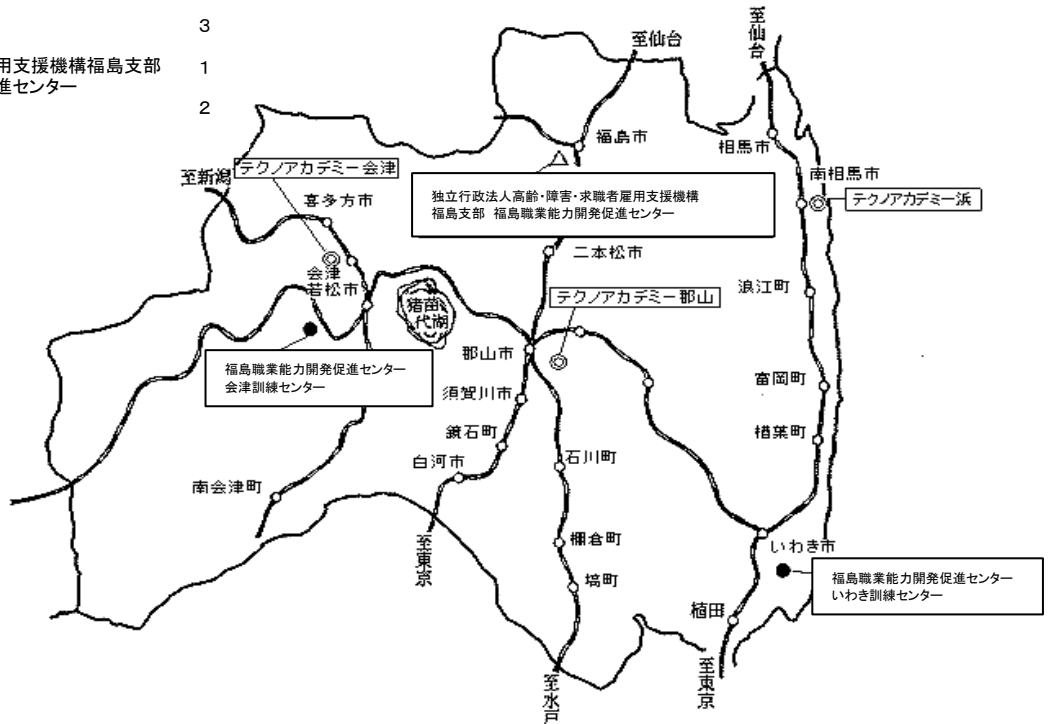 3
用支援機構福島支部
進センター
1
2
至仙台
至仙台
福島市
相馬市
テクノアカデミー会津
至新潟
喜多方市
南相馬市
テクノアカデミー浜
独立行政法人高齢・障害・求職者雇用支援機構
福島支部 福島職業能力開発促進センター
二本松市
会津
若松市
猪苗
代湖
テクノアカデミー郡山
浪江町
郡山市
福島職業能力開発促進センター
会津訓練センター
須賀川市
富岡町
鏡石町
楢葉町
白河市
石川町
南会津町
至東京
棚倉町
いわき市
塙町
福島職業能力開発促進センター
いわき訓練センター
植田
至水戸
至東京